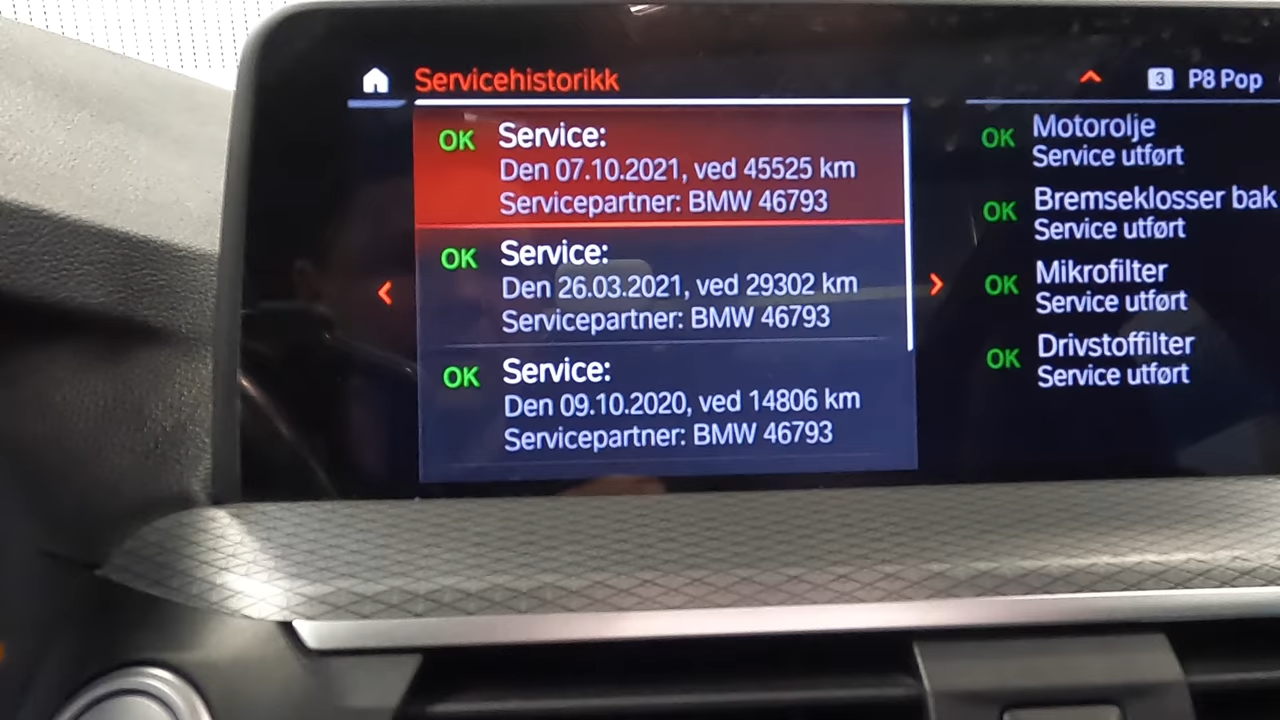 Servicehistorikk
3 P8 Pop
OK Service:
Den 07.10.2021, ved 45525 km
Servicepartner: BMW 46793
OK Service:
Den 26.03.2021, ved 29302 km
Servicepartner: BMW 46793
OK Service:
Den 09.10.2020, ved 14806 km
Servicepartner: BMW 46793
OK Motorolje
Service utført
OK Bremseklosser bak
Service utført
OK Mikrofilter
Service utført
OK Drivstoffilter
Service utført